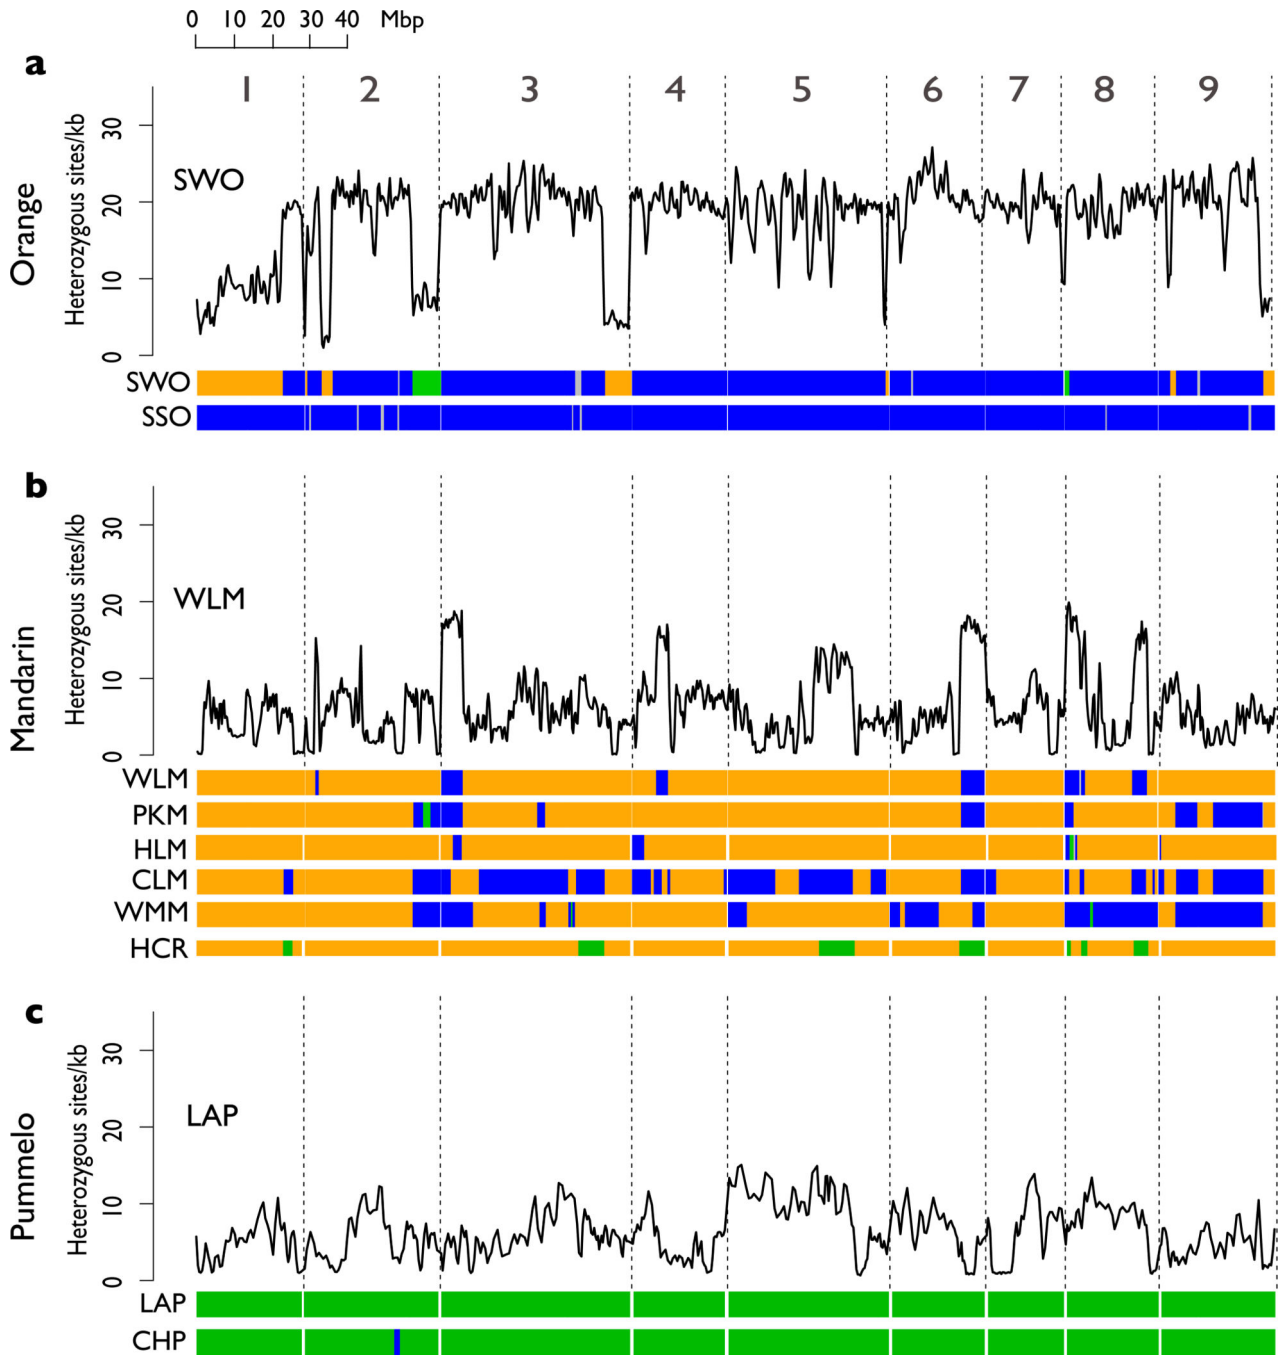 0 10 20 30 40 Mbp
a
1 2 3 4 5 6 7 8 9
Orange
Heterozygous sites/kb
30
20
10
0
SWO
SWO
SSO
b
Mandarin
Heterozygous sites/kb
30
20
10
0
WLM
WLM
PKM
HLM
CLM
WMM
HCR
c
Pummelo
Heterozygous sites/kb
30
20
10
0
LAP
LAP
CHP